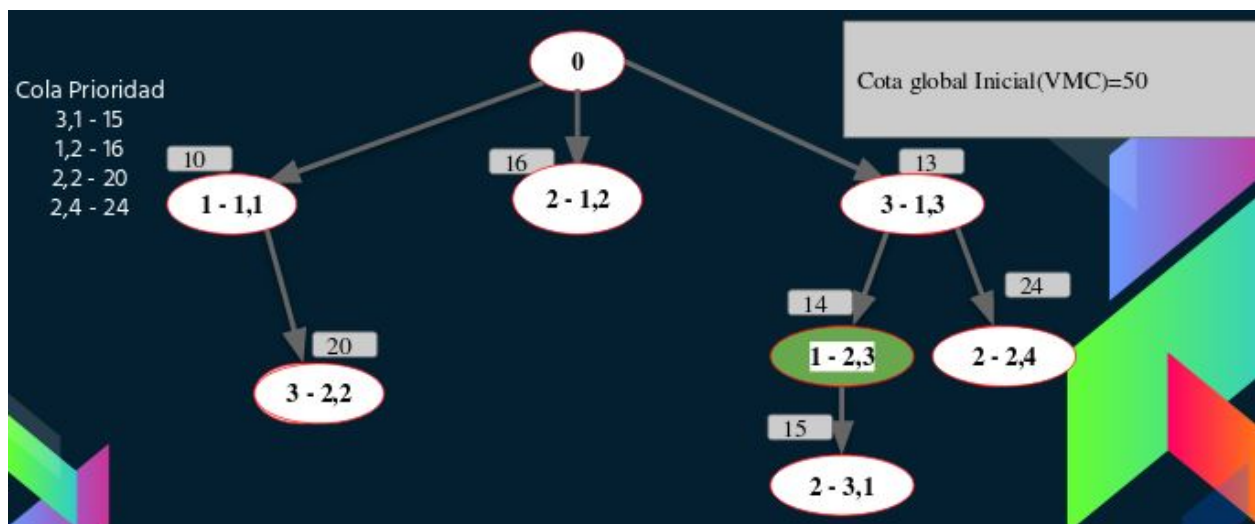 Cola Prioridad
3,1 - 15
1,2 - 16
2,2 - 20
2,4 - 24
0
Cota global Inicial(VMC)=50
10
1 - 1,1
16
2 - 1,2
13
3 - 1,3
20
3 - 2,2
14
1 - 2,3
24
2 - 2,4
15
2 - 3,1